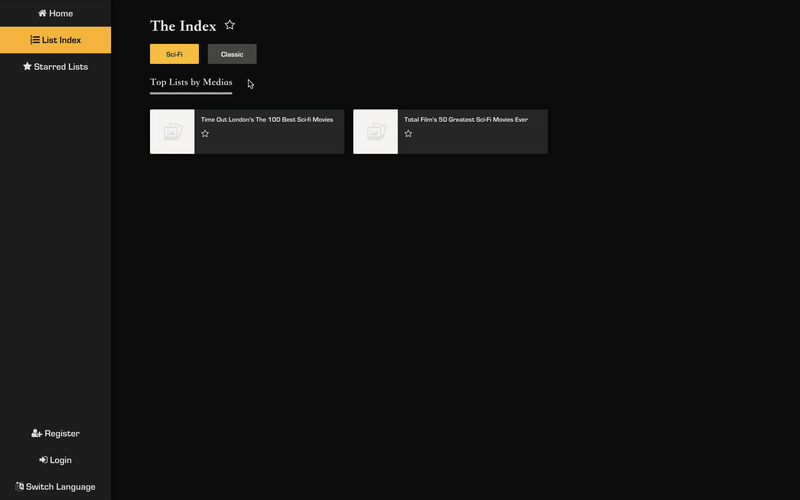 Home
List Index
Starred Lists
Register
Login
Switch Language
The Index
Sci-Fi
Classic
Top Lists by Medias
Time Out London's The 100 Best Sci-fi Movies
Total Film's 50 Greatest Sci-Fi Movies Ever